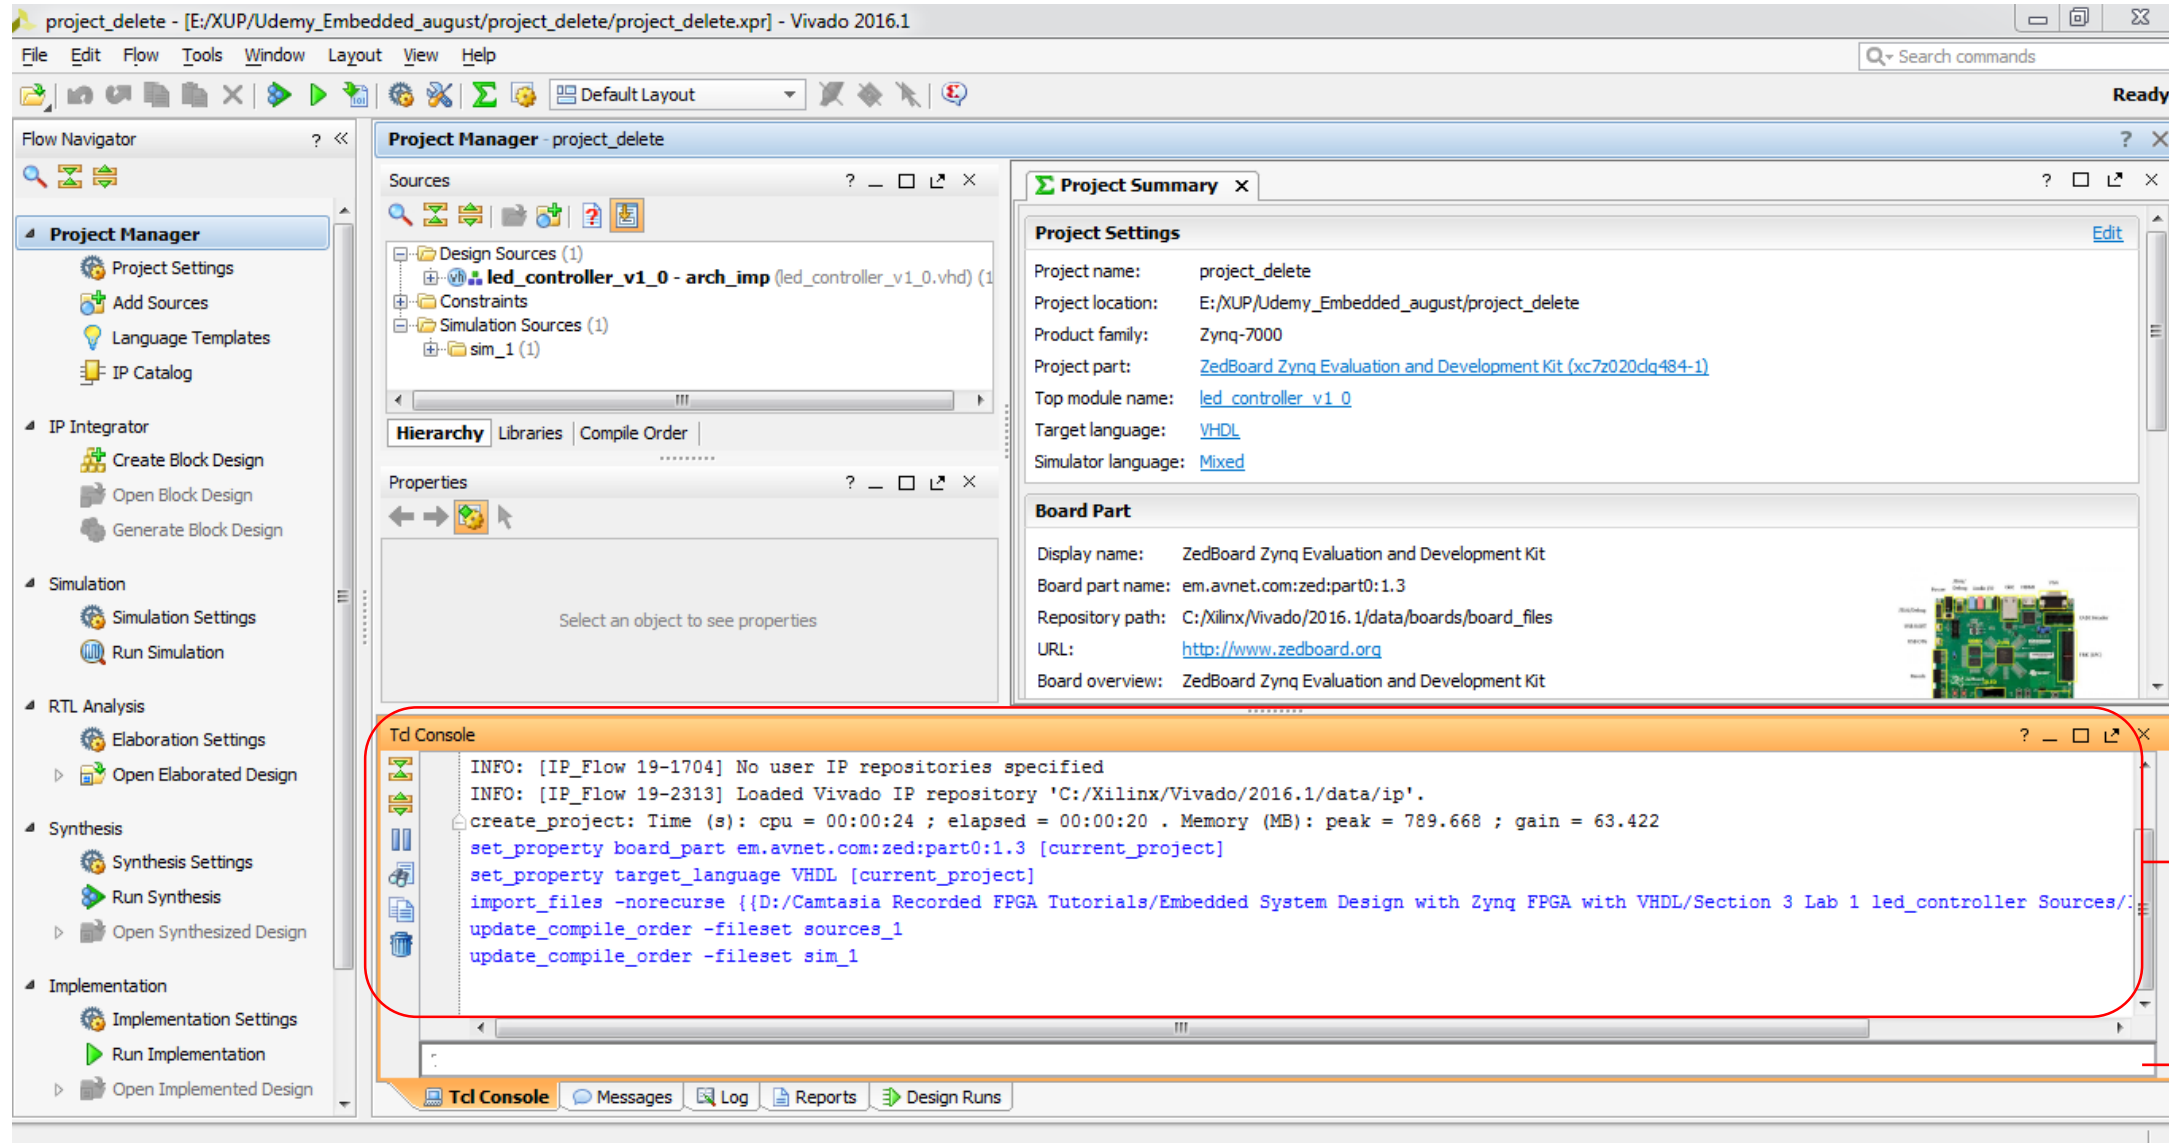 project_delete - [E:/XUP/Udemy_Embedded_august/project_delete/project_delete.xpr] - Vivado 2016.1
File Edit Flow Tools Window Layout View Help
Search commands
Default Layout
Ready
Flow Navigator
Project Manager
Project Settings
Add Sources
Language Templates
IP Catalog
IP Integrator
Create Block Design
Open Block Design
Generate Block Design
Simulation
Simulation Settings
Run Simulation
RTL Analysis
Elaboration Settings
Open Elaborated Design
Synthesis
Synthesis Settings
Run Synthesis
Open Synthesized Design
Implementation
Implementation Settings
Run Implementation
Open Implemented Design
Project Manager - project_delete
Sources
Design Sources (1)
led_controller_v1_0 - arch_imp (led_controller_v1_0.vhd) (1
Constraints
Simulation Sources (1)
sim_1 (1)
Hierarchy Libraries Compile Order
Properties
Select an object to see properties
Project Summary
Project Settings Edit
Project name: project_delete
Project location: E:/XUP/Udemy_Embedded_august/project_delete
Product family: Zynq-7000
Project part: ZedBoard Zynq Evaluation and Development Kit (xc7z020clg484-1)
Top module name: led_controller_v1_0
Target language: VHDL
Simulator language: Mixed
Board Part
Display name: ZedBoard Zynq Evaluation and Development Kit
Board part name: em.avnet.com:zed:part0:1.3
Repository path: C:/Xilinx/Vivado/2016.1/data/boards/board_files
URL: http://www.zedboard.org
Board overview: ZedBoard Zynq Evaluation and Development Kit
Tcl Console
INFO: [IP_Flow 19-1704] No user IP repositories specified
INFO: [IP_Flow 19-2313] Loaded Vivado IP repository 'C:/Xilinx/Vivado/2016.1/data/ip'.
create_project: Time (s): cpu = 00:00:24 ; elapsed = 00:00:20 . Memory (MB): peak = 789.668 ; gain = 63.422
set_property board_part em.avnet.com:zed:part0:1.3 [current_project]
set_property target_language VHDL [current_project]
import_files -norecurse {{D:/Camtasia Recorded FPGA Tutorials/Embedded System Design with Zynq FPGA with VHDL/Section 3 Lab 1 led_controller Sources/
update_compile_order -fileset sources_1
update_compile_order -fileset sim_1
Tcl Console Messages Log Reports Design Runs